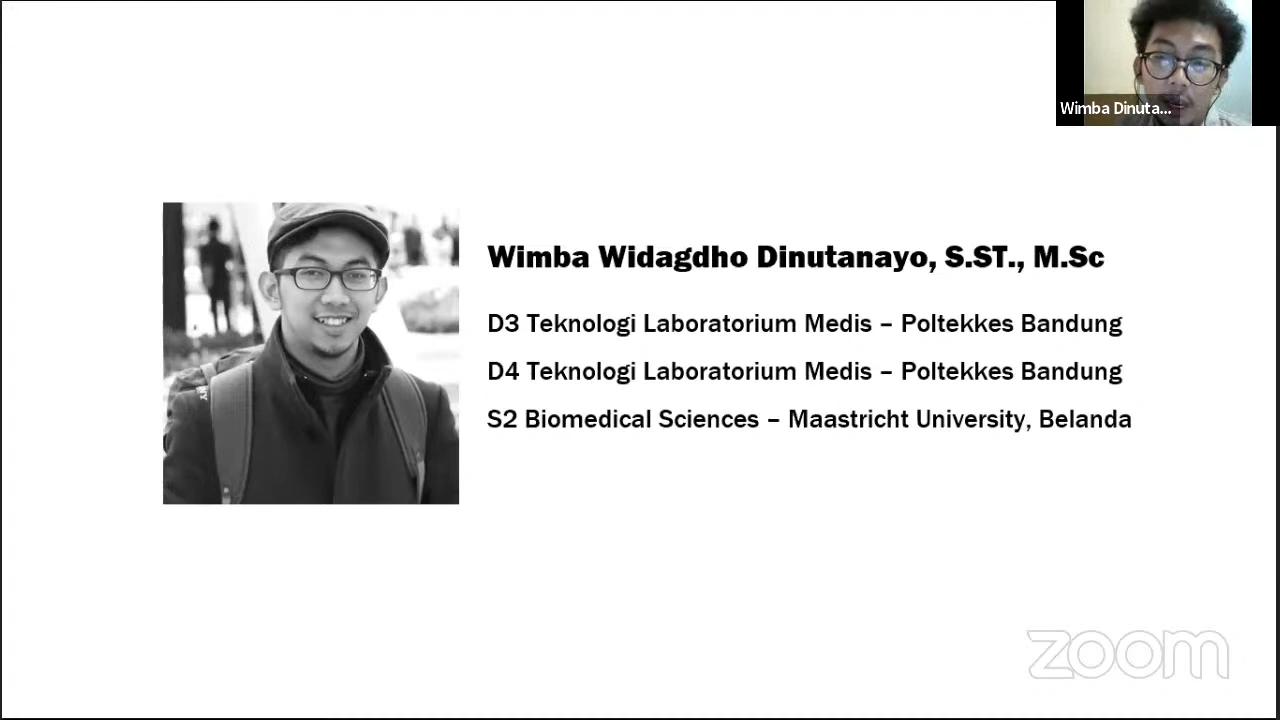 Wimba Dinuta...
Wimba Widagdho Dinutanayo, S.ST., M.Sc
D3 Teknologi Laboratorium Medis – Poltekkes Bandung
D4 Teknologi Laboratorium Medis – Poltekkes Bandung
S2 Biomedical Sciences – Maastricht University, Belanda
zoom